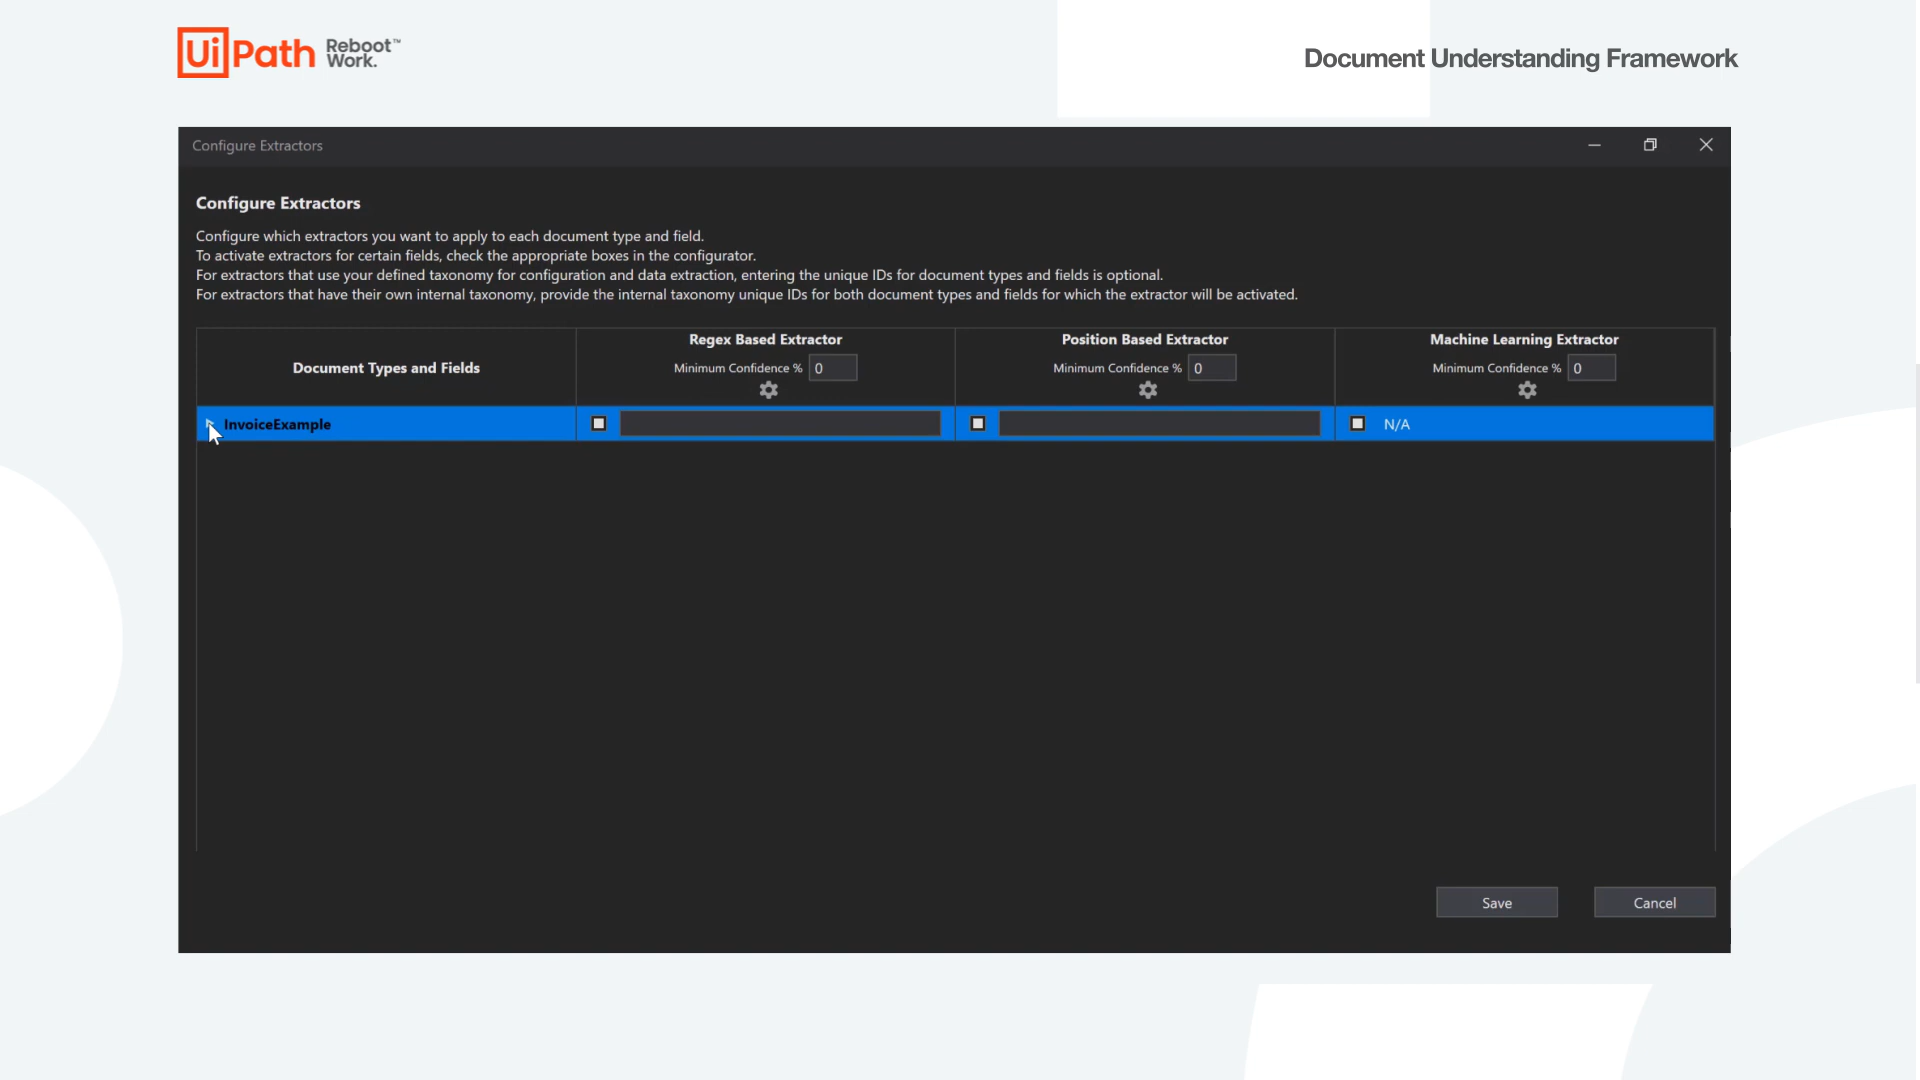 UiPath Reboot Work.™
Document Understanding Framework
Configure Extractors
Configure Extractors
Configure which extractors you want to apply to each document type and field.
To activate extractors for certain fields, check the appropriate boxes in the configurator.
For extractors that use your defined taxonomy for configuration and data extraction, entering the unique IDs for document types and fields is optional.
For extractors that have their own internal taxonomy, provide the internal taxonomy unique IDs for both document types and fields for which the extractor will be activated.
Document Types and Fields
Regex Based Extractor
Minimum Confidence % 0
Position Based Extractor
Minimum Confidence % 0
Machine Learning Extractor
Minimum Confidence % 0
InvoiceExample
N/A
Save
Cancel